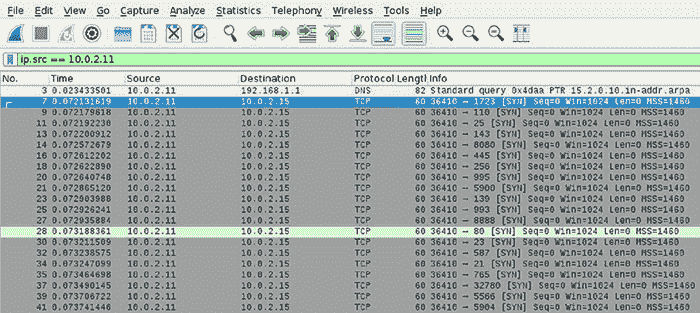 File Edit View Go Capture Analyze Statistics Telephony Wireless Tools Help
ip.src == 10.0.2.11
No. Time Source Destination Protocol Length Info
3 0.023433501 10.0.2.11 192.168.1.1 DNS 82 Standard query 0x4daa PTR 15.2.0.10.in-addr.arpa
7 0.072131619 10.0.2.11 10.0.2.15 TCP 60 36410 → 1723 [SYN] Seq=0 Win=1024 Len=0 MSS=1460
9 0.072179618 10.0.2.11 10.0.2.15 TCP 60 36410 → 110 [SYN] Seq=0 Win=1024 Len=0 MSS=1460
11 0.072192230 10.0.2.11 10.0.2.15 TCP 60 36410 → 25 [SYN] Seq=0 Win=1024 Len=0 MSS=1460
13 0.072200912 10.0.2.11 10.0.2.15 TCP 60 36410 → 143 [SYN] Seq=0 Win=1024 Len=0 MSS=1460
14 0.072572679 10.0.2.11 10.0.2.15 TCP 60 36410 → 8080 [SYN] Seq=0 Win=1024 Len=0 MSS=1460
16 0.072612202 10.0.2.11 10.0.2.15 TCP 60 36410 → 445 [SYN] Seq=0 Win=1024 Len=0 MSS=1460
18 0.072622890 10.0.2.11 10.0.2.15 TCP 60 36410 → 256 [SYN] Seq=0 Win=1024 Len=0 MSS=1460
20 0.072640748 10.0.2.11 10.0.2.15 TCP 60 36410 → 995 [SYN] Seq=0 Win=1024 Len=0 MSS=1460
21 0.072865120 10.0.2.11 10.0.2.15 TCP 60 36410 → 5900 [SYN] Seq=0 Win=1024 Len=0 MSS=1460
23 0.072903988 10.0.2.11 10.0.2.15 TCP 60 36410 → 139 [SYN] Seq=0 Win=1024 Len=0 MSS=1460
25 0.072926241 10.0.2.11 10.0.2.15 TCP 60 36410 → 993 [SYN] Seq=0 Win=1024 Len=0 MSS=1460
27 0.072935884 10.0.2.11 10.0.2.15 TCP 60 36410 → 8888 [SYN] Seq=0 Win=1024 Len=0 MSS=1460
28 0.073188361 10.0.2.11 10.0.2.15 TCP 60 36410 → 80 [SYN] Seq=0 Win=1024 Len=0 MSS=1460
30 0.073211509 10.0.2.11 10.0.2.15 TCP 60 36410 → 23 [SYN] Seq=0 Win=1024 Len=0 MSS=1460
32 0.073238575 10.0.2.11 10.0.2.15 TCP 60 36410 → 587 [SYN] Seq=0 Win=1024 Len=0 MSS=1460
34 0.073247099 10.0.2.11 10.0.2.15 TCP 60 36410 → 21 [SYN] Seq=0 Win=1024 Len=0 MSS=1460
35 0.073464698 10.0.2.11 10.0.2.15 TCP 60 36410 → 765 [SYN] Seq=0 Win=1024 Len=0 MSS=1460
37 0.073490145 10.0.2.11 10.0.2.15 TCP 60 36410 → 32780 [SYN] Seq=0 Win=1024 Len=0 MSS=1460
39 0.073706722 10.0.2.11 10.0.2.15 TCP 60 36410 → 5566 [SYN] Seq=0 Win=1024 Len=0 MSS=1460
41 0.073741446 10.0.2.11 10.0.2.15 TCP 60 36410 → 5904 [SYN] Seq=0 Win=1024 Len=0 MSS=1460